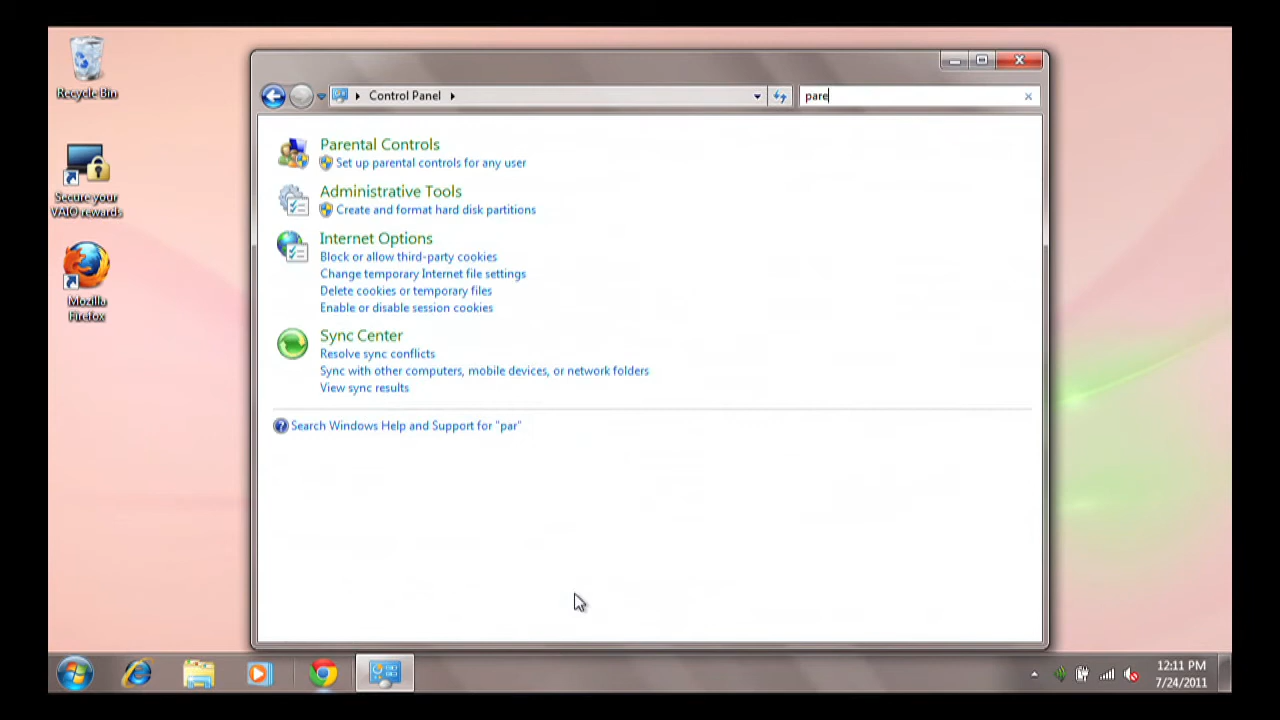 Recycle Bin
Secure your
VAIO rewards
Mozilla
Firefox
Control Panel
pare
Parental Controls
Set up parental controls for any user
Administrative Tools
Create and format hard disk partitions
Internet Options
Block or allow third-party cookies
Change temporary Internet file settings
Delete cookies or temporary files
Enable or disable session cookies
Sync Center
Resolve sync conflicts
Sync with other computers, mobile devices, or network folders
View sync results
Search Windows Help and Support for "par"
12:11 PM
7/24/2011